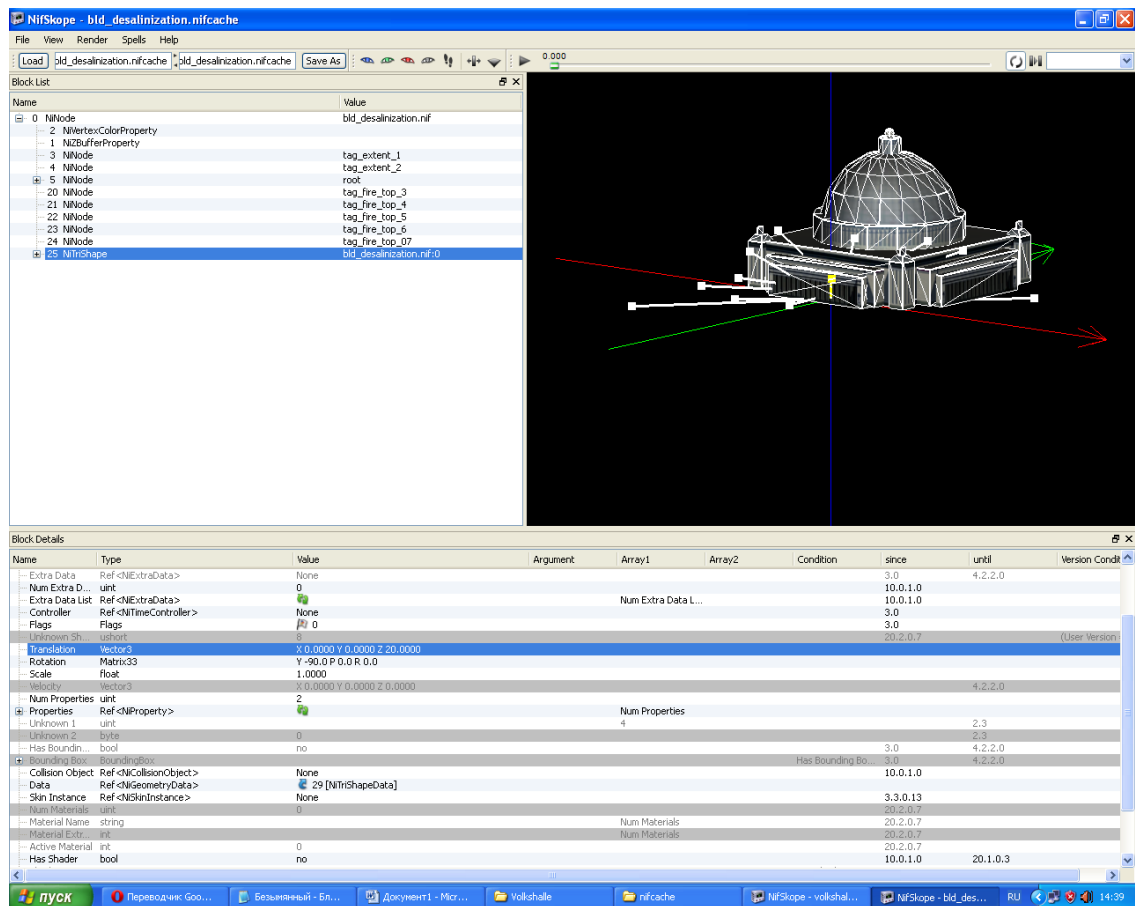 NifSkope - bld_desalinization.nifcache
File View Render Spells Help
Load bld_desalinization.nifcache bld_desalinization.nifcache Save As 0.000
Block List
Name Value
0 NiNode bld_desalinization.nif
2 NiVertexColorProperty
1 NiZBufferProperty
3 NiNode tag_extent_1
4 NiNode tag_extent_2
5 NiNode root
20 NiNode tag_fire_top_3
21 NiNode tag_fire_top_4
22 NiNode tag_fire_top_5
23 NiNode tag_fire_top_6
24 NiNode tag_fire_top_07
25 NiTriShape bld_desalinization.nif:0
Block Details
Name Type Value Argument Array1 Array2 Condition since until Version Condit
Extra Data Ref<NiExtraData> None 3.0 4.2.2.0
Num Extra D... uint 0 10.0.1.0
Extra Data List Ref<NiExtraData> Num Extra Data L... 10.0.1.0
Controller Ref<NiTimeController> None 3.0
Flags Flags 0 3.0
Unknown Sh... ushort 8 20.2.0.7 (User Version
Translation Vector3 X 0.0000 Y 0.0000 Z 20.0000
Rotation Matrix33 Y -90.0 P 0.0 R 0.0
Scale float 1.0000
Velocity Vector3 X 0.0000 Y 0.0000 Z 0.0000 4.2.2.0
Num Properties uint 2
Properties Ref<NiProperty> Num Properties
Unknown 1 uint 4 2.3
Unknown 2 byte 0 2.3
Has Boundin... bool no 3.0 4.2.2.0
Bounding Box BoundingBox Has Bounding Bo... 3.0 4.2.2.0
Collision Object Ref<NiCollisionObject> None 10.0.1.0
Data Ref<NiGeometryData> 29 [NiTriShapeData]
Skin Instance Ref<NiSkinInstance> None 3.3.0.13
Num Materials uint 0 20.2.0.7
Material Name string Num Materials 20.2.0.7
Material Extr... int Num Materials 20.2.0.7
Active Material int 0 20.2.0.7
Has Shader bool no 10.0.1.0 20.1.0.3
пуск Переводчик Goo... Безымянный - Бл... Документ1 - Micr... Volkshalle nifcache NifSkope - volkshal... NifSkope - bld_des... RU 14:39